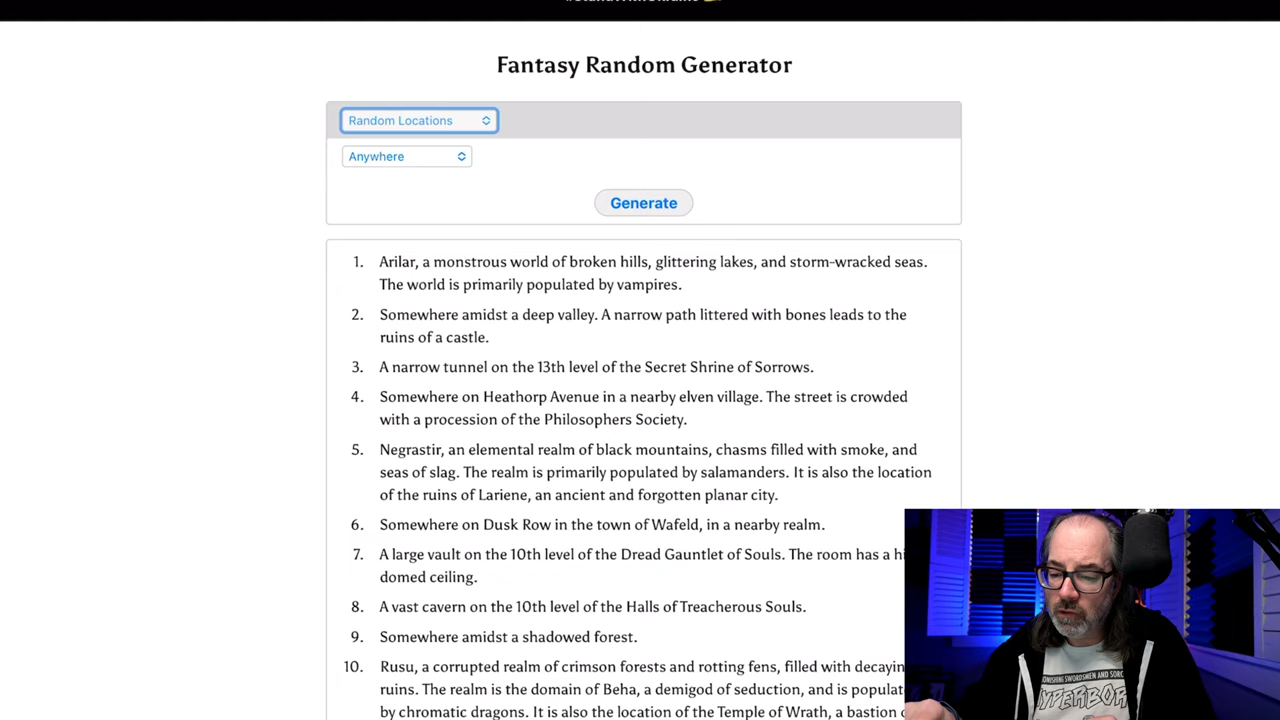 Fantasy Random Generator
Random Locations
Anywhere
Generate
1. Arilar, a monstrous world of broken hills, glittering lakes, and storm-wracked seas.
The world is primarily populated by vampires.
2. Somewhere amidst a deep valley. A narrow path littered with bones leads to the
ruins of a castle.
3. A narrow tunnel on the 13th level of the Secret Shrine of Sorrows.
4. Somewhere on Heathorp Avenue in a nearby elven village. The street is crowded
with a procession of the Philosophers Society.
5. Negrastir, an elemental realm of black mountains, chasms filled with smoke, and
seas of slag. The realm is primarily populated by salamanders. It is also the location
of the ruins of Lariene, an ancient and forgotten planar city.
6. Somewhere on Dusk Row in the town of Wafeld, in a nearby realm.
7. A large vault on the 10th level of the Dread Gauntlet of Souls. The room has a
domed ceiling.
8. A vast cavern on the 10th level of the Halls of Treacherous Souls.
9. Somewhere amidst a shadowed forest.
10. Rusu, a corrupted realm of crimson forests and rotting fens, filled with
ruins. The realm is the domain of Beha, a demigod of seduction, and is
by chromatic dragons. It is also the location of the Temple of Wrath, a bastion
SWORDSMEN AND